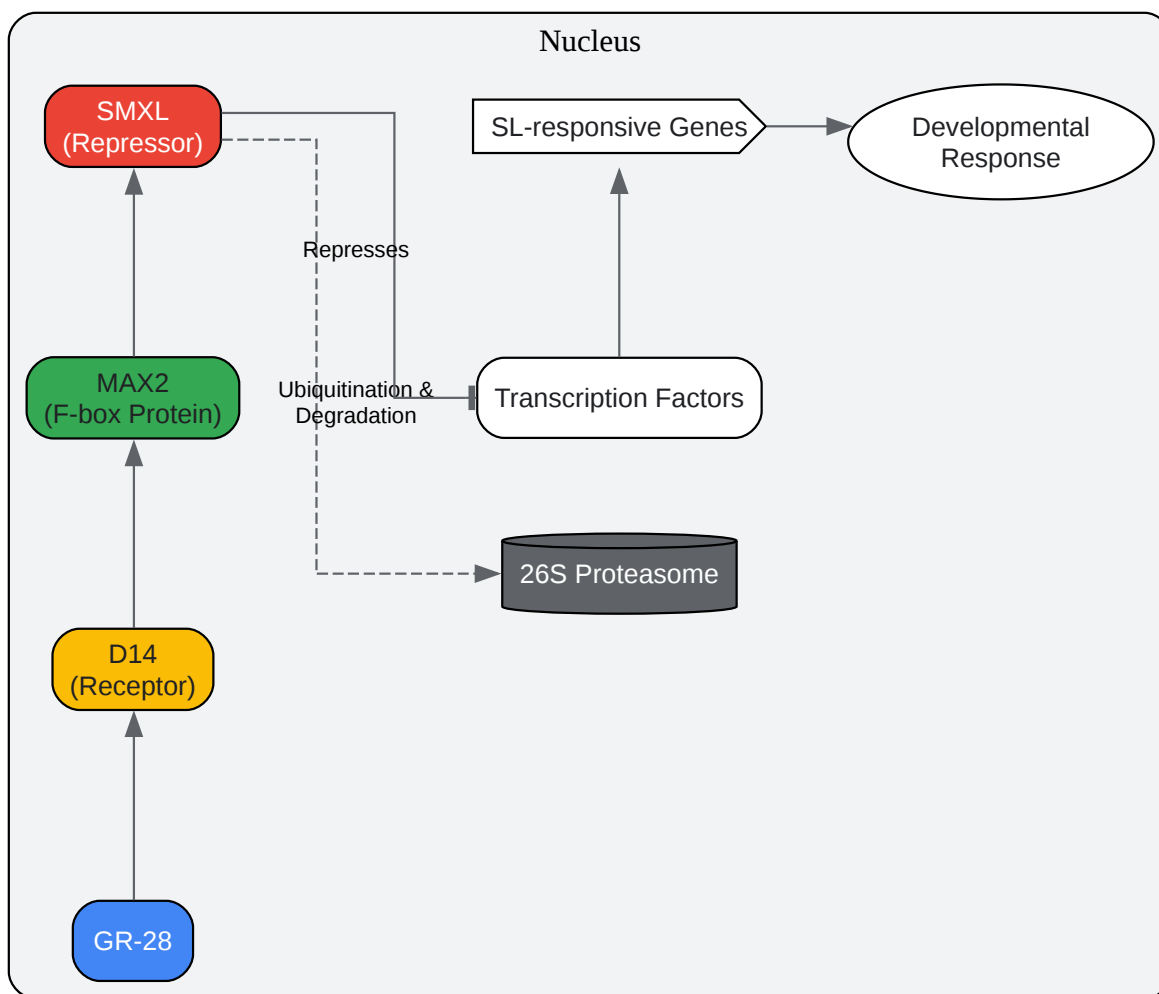 Nucleus
SMXL
(Repressor)
SL-responsive Genes
Developmental
Response
Represses
MAX2
(F-box Protein)
Ubiquitination &
Degradation
Transcription Factors
26S Proteasome
D14
(Receptor)
GR-28